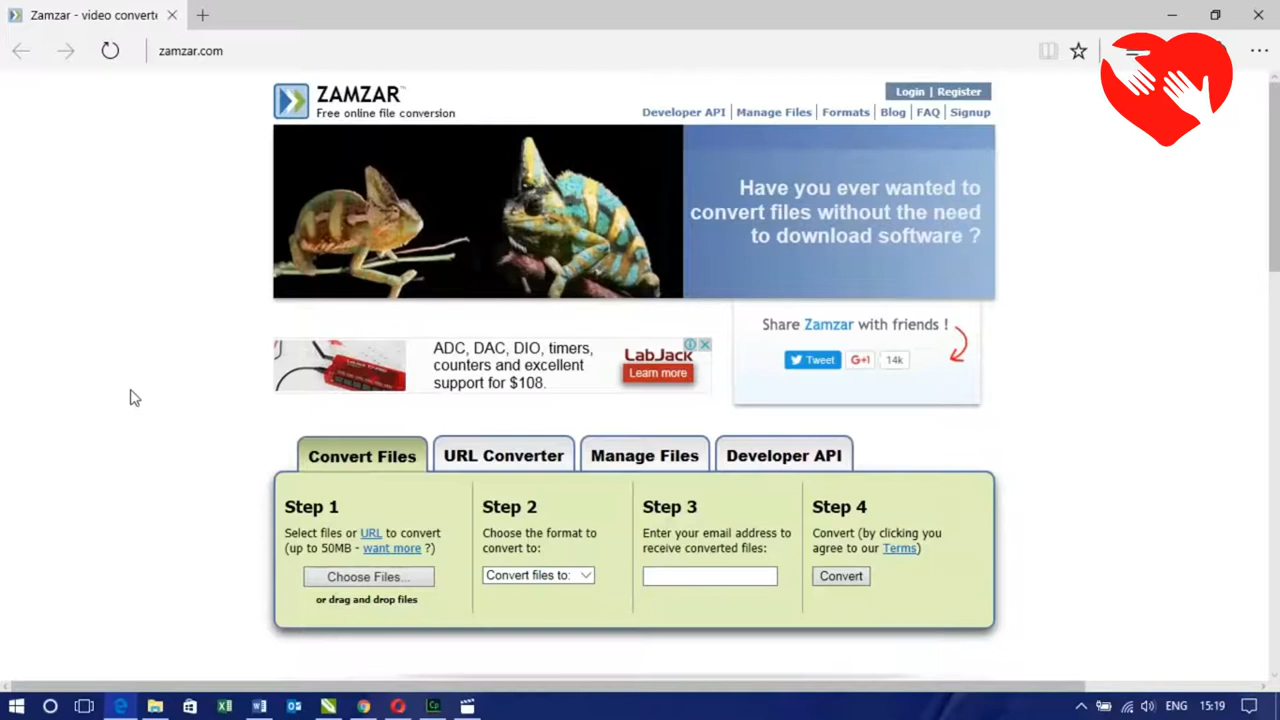 Zamzar - video converte
zamzar.com
ZAMZAR™
Free online file conversion
Login | Register
Developer API | Manage Files | Formats | Blog | FAQ | Signup
Have you ever wanted to
convert files without the need
to download software ?
Share Zamzar with friends !
Tweet
G+1
14k
ADC, DAC, DIO, timers,
counters and excellent
support for $108.
LabJack
Learn more
Convert Files
URL Converter
Manage Files
Developer API
Step 1
Select files or URL to convert
(up to 50MB - want more ?)
Choose Files...
or drag and drop files
Step 2
Choose the format to
convert to:
Convert files to:
Step 3
Enter your email address to
receive converted files:
Step 4
Convert (by clicking you
agree to our Terms)
Convert
ENG
15:19